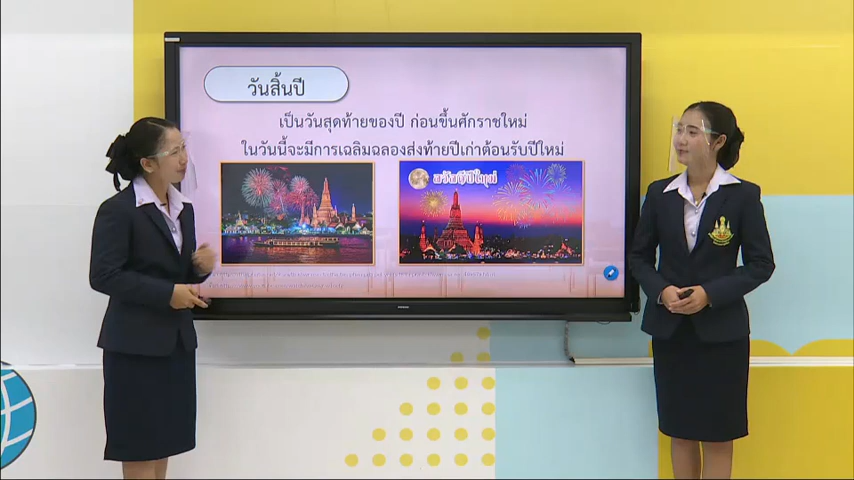 วันสิ้นปี
เป็นวันสุดท้ายของปี ก่อนขึ้นศักราชใหม่
ในวันนี้จะมีการเฉลิมฉลองส่งท้ายปีเก่าต้อนรับปีใหม่
สวัสดีปีใหม่